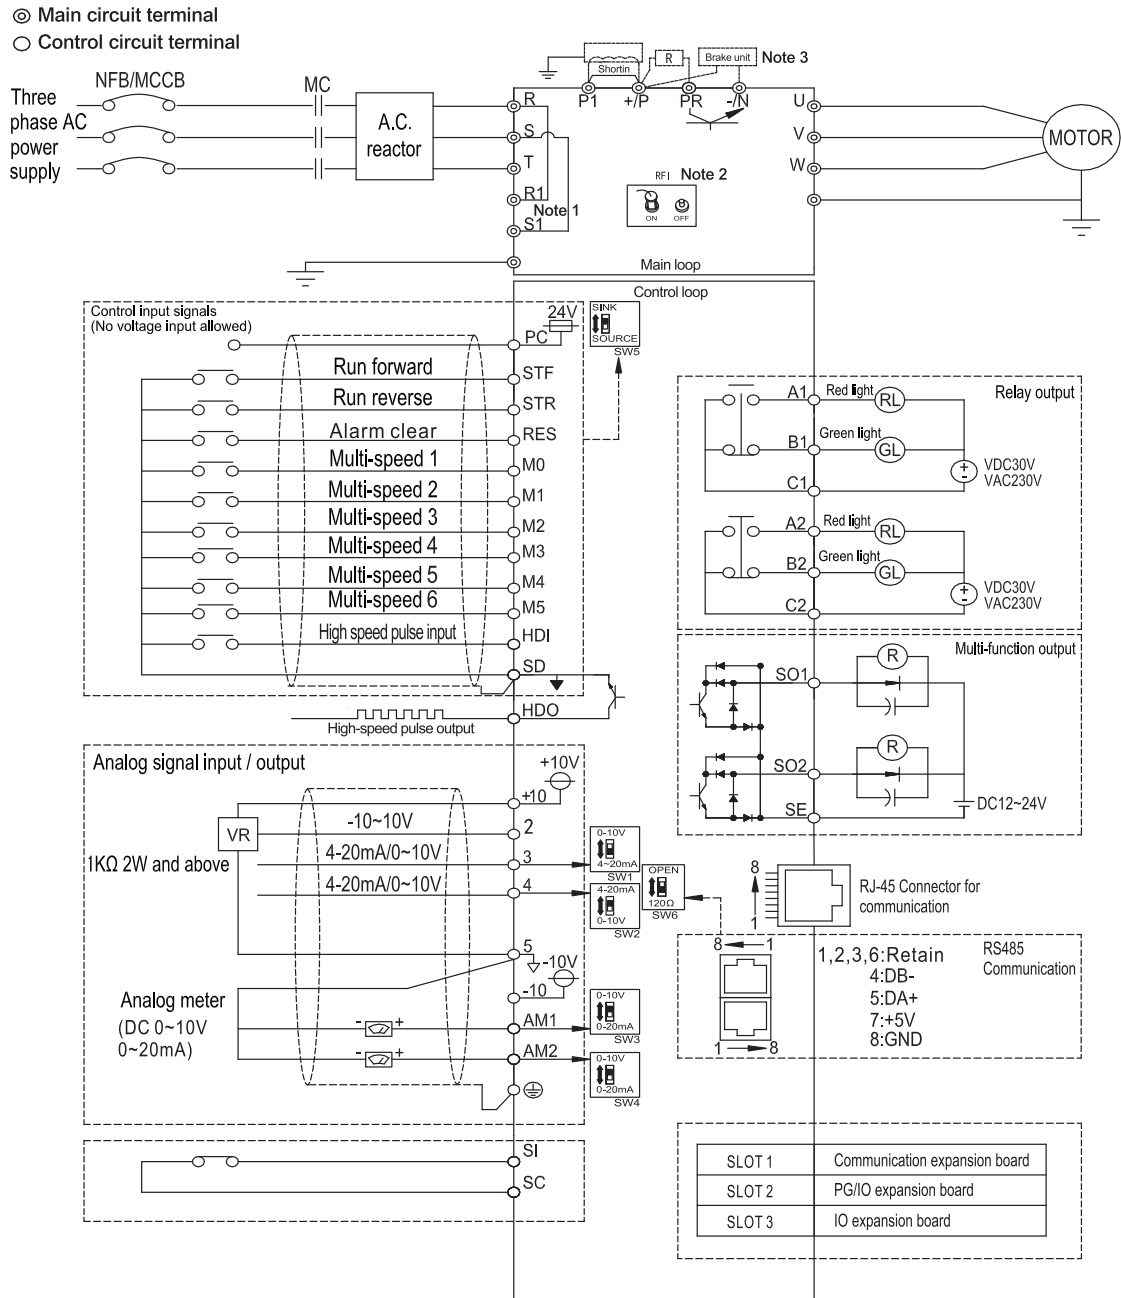 Main circuit terminal
Control circuit terminal
NFB/MCCB
MC
Three
phase AC
power
supply
A.C.
reactor
R
S
T
R1
Note 1
S1
Shortin
R
Brake unit
Note 3
P1
+/P
PR
-/N
RFI
Note 2
ON
OFF
U
V
W
MOTOR
Main loop
Control loop
Control input signals
(No voltage input allowed)
24V
PC
SINK
SOURCE
SW5
Run forward
STF
Run reverse
STR
Alarm clear
RES
Multi-speed 1
M0
Multi-speed 2
M1
Multi-speed 3
M2
Multi-speed 4
M3
Multi-speed 5
M4
Multi-speed 6
M5
High speed pulse input
HDI
SD
HDO
High-speed pulse output
Relay output
A1
Red light
RL
B1
Green light
GL
C1
+
-
VDC30V
VAC230V
A2
Red light
RL
B2
Green light
GL
C2
+
-
VDC30V
VAC230V
Multi-function output
SO1
R
SO2
R
SE
DC12~24V
Analog signal input / output
+10V
+10
VR
-10~10V
2
1KΩ 2W and above
4-20mA/0~10V
3
4-20mA/0~10V
4
0-10V
4~20mA
SW1
4-20mA
0-10V
SW2
OPEN
120Ω
SW6
5
-10V
-10
Analog meter
(DC 0~10V
0~20mA)
- +
AM1
0-10V
0-20mA
SW3
- +
AM2
0-10V
0-20mA
SW4
8
1
RJ-45 Connector for
communication
8
1
1
8
1,2,3,6:Retain
4:DB-
5:DA+
7:+5V
8:GND
RS485
Communication
SI
SC
SLOT 1
Communication expansion board
SLOT 2
PG/IO expansion board
SLOT 3
IO expansion board